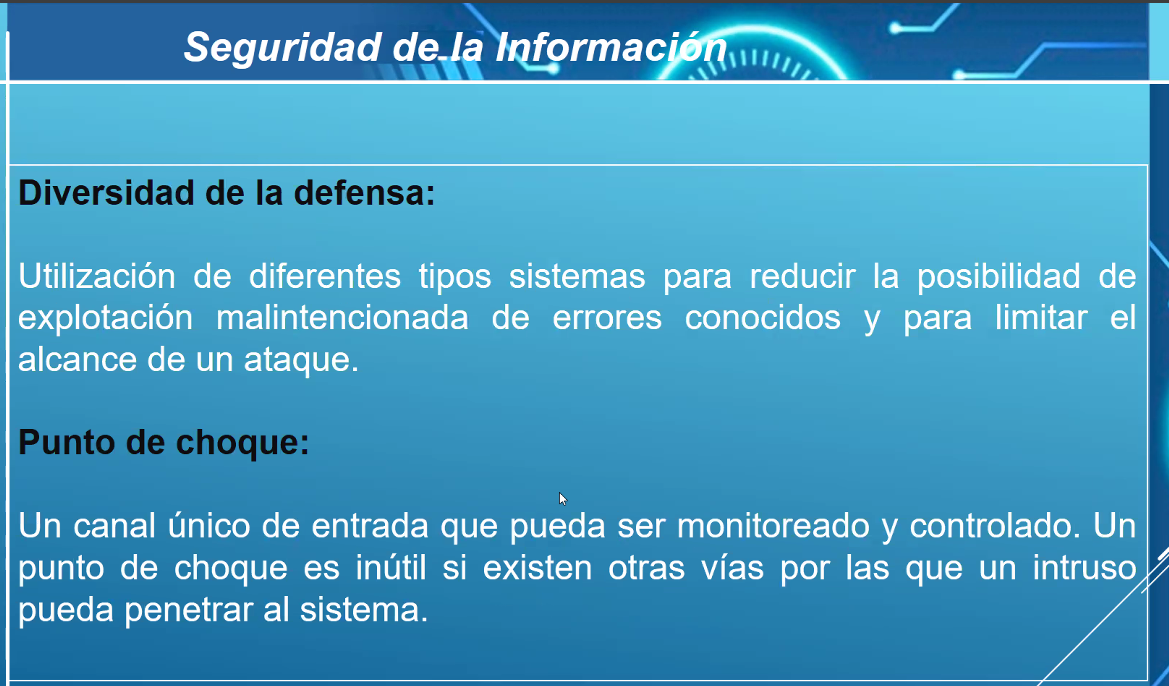 Seguridad de la Información
Diversidad de la defensa:
Utilización de diferentes tipos sistemas para reducir la posibilidad de
explotación malintencionada de errores conocidos y para limitar el
alcance de un ataque.
Punto de choque:
Un canal único de entrada que pueda ser monitoreado y controlado. Un
punto de choque es inútil si existen otras vías por las que un intruso
pueda penetrar al sistema.